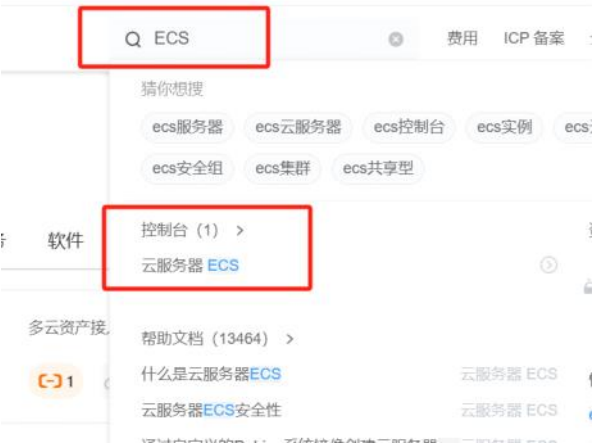 ECS 费用 ICP 备案
猜你想搜
ecs服务器 ecs云服务器 ecs控制台 ecs实例 ecs
ecs安全组 ecs集群 ecs共享型
控制台（1） >
软件
云服务器 ECS
多云资产接
帮助文档（13464） >
1 什么是云服务器ECS 云服务器 ECS
云服务器ECS安全性 云服务器 ECS